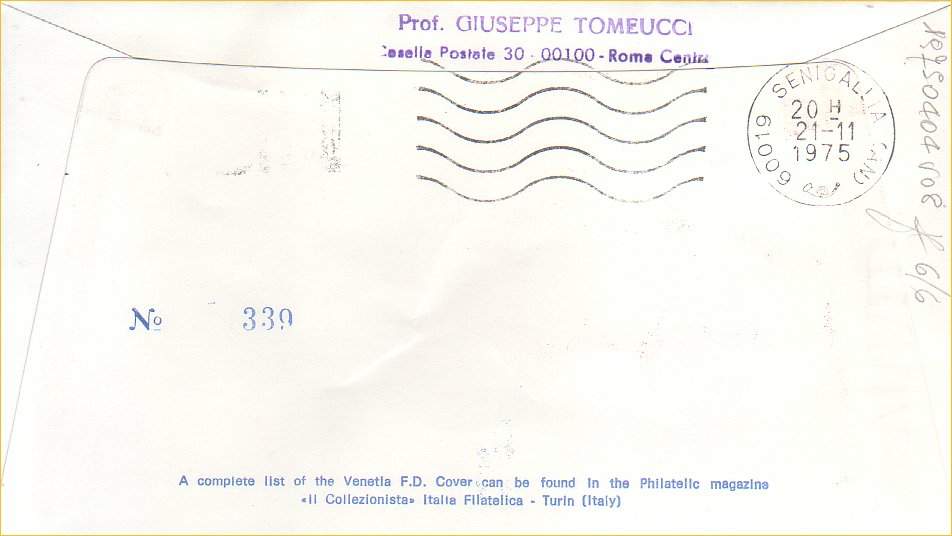 Prof. GIUSEPPE TOMEUCCI
Casella Postale 30 - 00100 - Roma Centro
60019 SENIGALLIA (AN)
20 H
21-11
1975
No 339
A complete list of the Venetia F.D. Cover can be found in the Philatelic magazine
«Il Collezionista» Italia Filatelica - Turin (Italy)